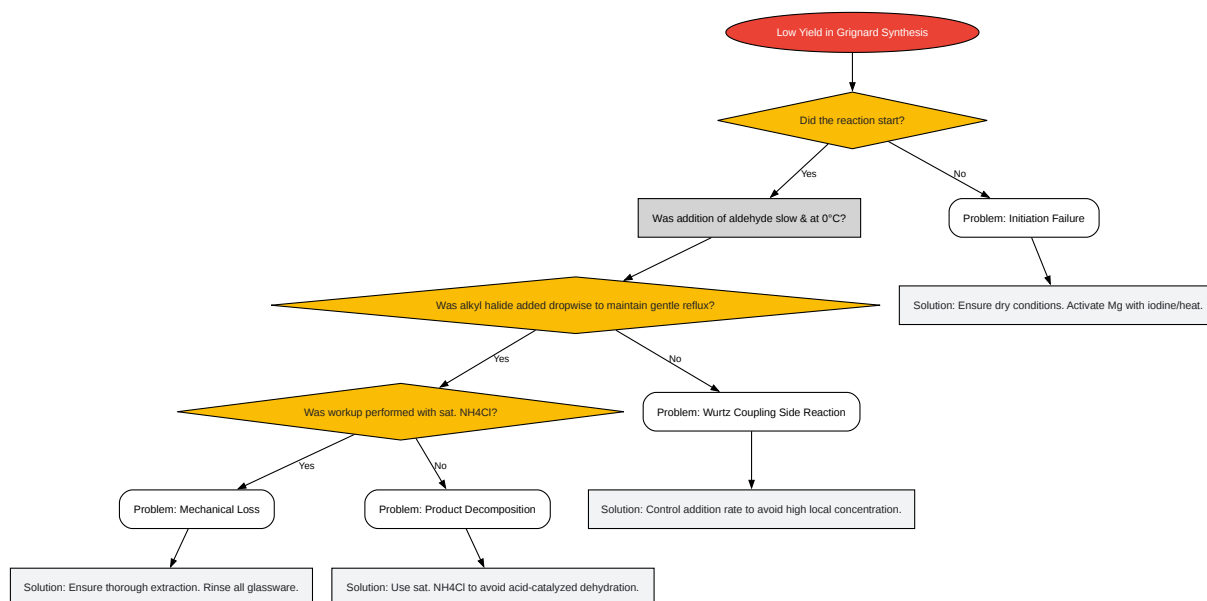 Low Yield in Grignard Synthesis
Did the reaction start?
Yes
No
Was addition of aldehyde slow & at 0°C?
Problem: Initiation Failure
Was alkyl halide added dropwise to maintain gentle reflux?
Solution: Ensure dry conditions. Activate Mg with iodine/heat.
Yes
No
Was workup performed with sat. NH4Cl?
Problem: Wurtz Coupling Side Reaction
Yes
No
Problem: Mechanical Loss
Problem: Product Decomposition
Solution: Control addition rate to avoid high local concentration.
Solution: Ensure thorough extraction. Rinse all glassware.
Solution: Use sat. NH4Cl to avoid acid-catalyzed dehydration.